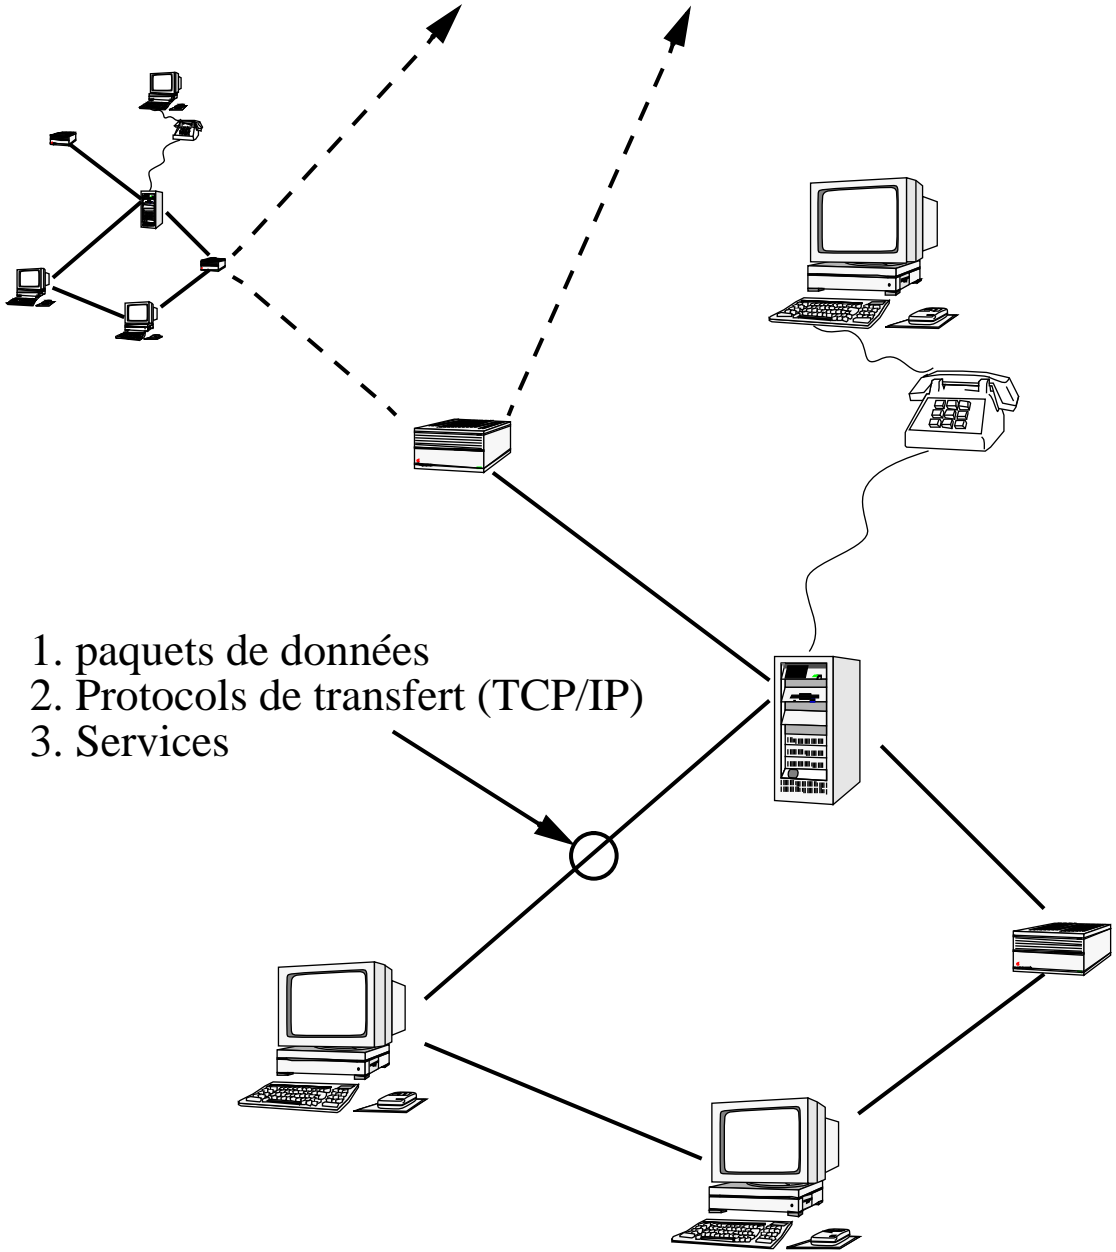 1. paquets de données
2. Protocols de transfert (TCP/IP)
3. Services